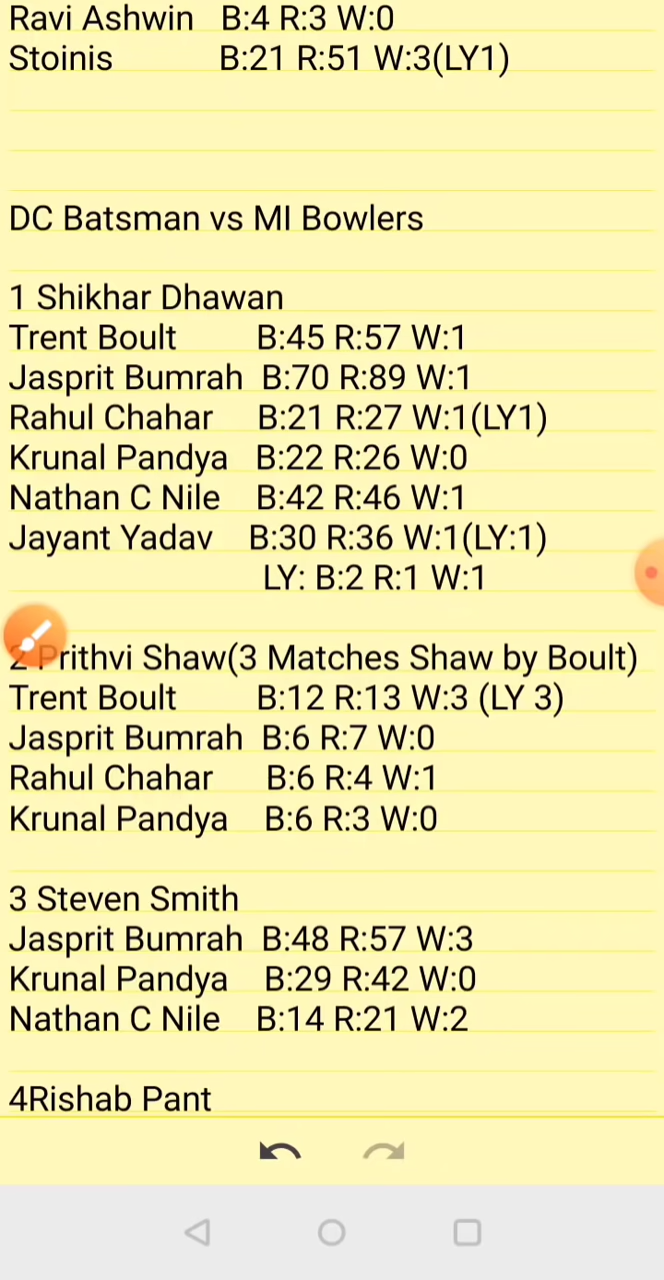 Ravi Ashwin B:4 R:3 W:0
Stoinis B:21 R:51 W:3(LY1)
DC Batsman vs MI Bowlers
1 Shikhar Dhawan
Trent Boult B:45 R:57 W:1
Jasprit Bumrah B:70 R:89 W:1
Rahul Chahar B:21 R:27 W:1(LY1)
Krunal Pandya B:22 R:26 W:0
Nathan C Nile B:42 R:46 W:1
Jayant Yadav B:30 R:36 W:1(LY:1)
LY: B:2 R:1 W:1
2 Prithvi Shaw(3 Matches Shaw by Boult)
Trent Boult B:12 R:13 W:3 (LY 3)
Jasprit Bumrah B:6 R:7 W:0
Rahul Chahar B:6 R:4 W:1
Krunal Pandya B:6 R:3 W:0
3 Steven Smith
Jasprit Bumrah B:48 R:57 W:3
Krunal Pandya B:29 R:42 W:0
Nathan C Nile B:14 R:21 W:2
4Rishab Pant